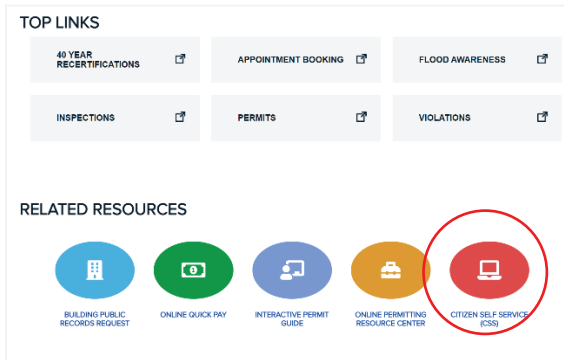 TOP LINKS
40 YEAR
RECERTIFICATIONS
APPOINTMENT BOOKING
FLOOD AWARENESS
INSPECTIONS
PERMITS
VIOLATIONS
RELATED RESOURCES
BUILDING PUBLIC
RECORDS REQUEST
ONLINE QUICK PAY
INTERACTIVE PERMIT
GUIDE
ONLINE PERMITTING
RESOURCE CENTER
CITIZEN SELF SERVICE
(CSS)